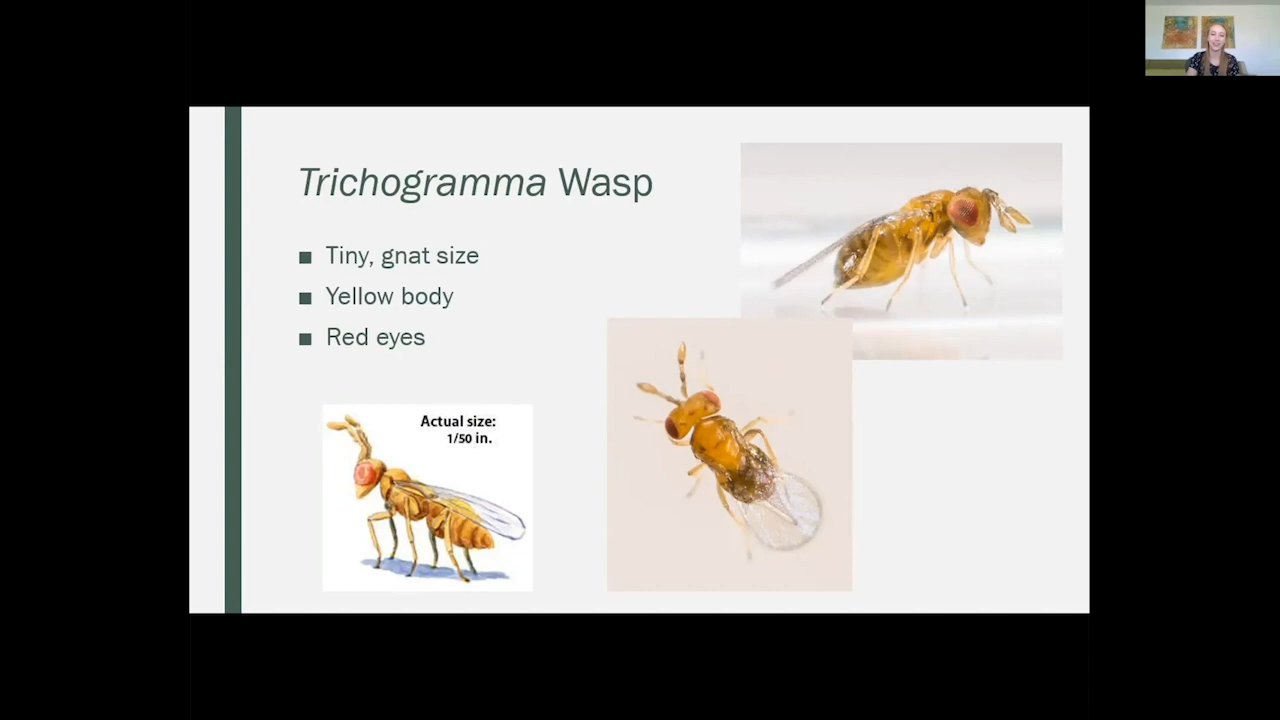 Trichogramma Wasp
Tiny, gnat size
Yellow body
Red eyes
Actual size:
1/50 in.